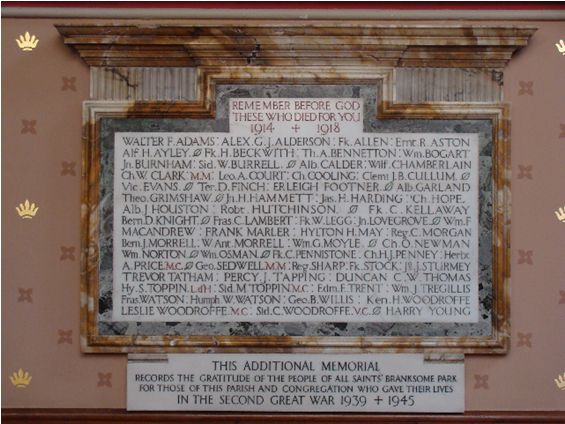 REMEMBER BEFORE GOD
THESE WHO DIED FOR YOU
1914 + 1918
WALTER F. ADAMS : ALEX. G. J. ALDERSON : Fk. ALLEN : Ernt. R. ASTON
Alf H. AYLEY. Fk. H. BECKWITH : Th. A. BENNETTON : Wm. BOGART
Jn. BURNHAM : Sid. W. BURRELL. Alb. CALDER : Wilf. CHAMBERLAIN
Ch. W. CLARK. M.M. Leo. A. COURT : Ch. COOLING : Clemt J. B. CULLUM.
Vic. EVANS. Ter. D. FINCH : ERLEIGH FOOTNER. Alb. GARLAND
Theo. GRIMSHAW. Jn. H. HAMMETT : Jas. H. HARDING : Ch. HOPE.
Alb. J. HOUSTON : Robt. HUTCHINSON. Fk. C. KELLAWAY
Bern. D. KNIGHT. Fras. C. LAMBERT : Fk. W. LEGG : Jn. LOVEGROVE. Wm. F.
MACANDREW : FRANK MARLER : HYLTON H. MAY : Reg. C. MORGAN
Bern. J. MORRELL : W. Ant. MORRELL : Wm. G. MOYLE. Ch. O. NEWMAN
Wm. NORTON. Wm. OSMAN. Fk. C. PENNISTONE : Ch. H. J. PENNEY : Herbt
A. PRICE. M.C. Geo. SEDWELL. M.M : Reg. SHARP : Fk. STOCK : J. STURMEY
TREVOR TATHAM : PERCY. J. TAPPING : DUNCAN C. W. THOMAS
Hy. S. TOPPIN. L.d'H : Sid. M. TOPPIN. M.C : Edm. F. TRENT : Wm. J. TREGILLIS
Fras. WATSON : Humph. W. WATSON : Geo. B. WILLIS : Ken. H. WOODROFFE
LESLIE WOODROFFE. M.C. : Sid. C. WOODROFFE. V.C. HARRY YOUNG
THIS ADDITIONAL MEMORIAL
RECORDS THE GRATITUDE OF THE PEOPLE OF ALL SAINTS' BRANKSOME PARK
FOR THOSE OF THIS PARISH AND CONGREGATION WHO GAVE THEIR LIVES
IN THE SECOND GREAT WAR 1939 + 1945